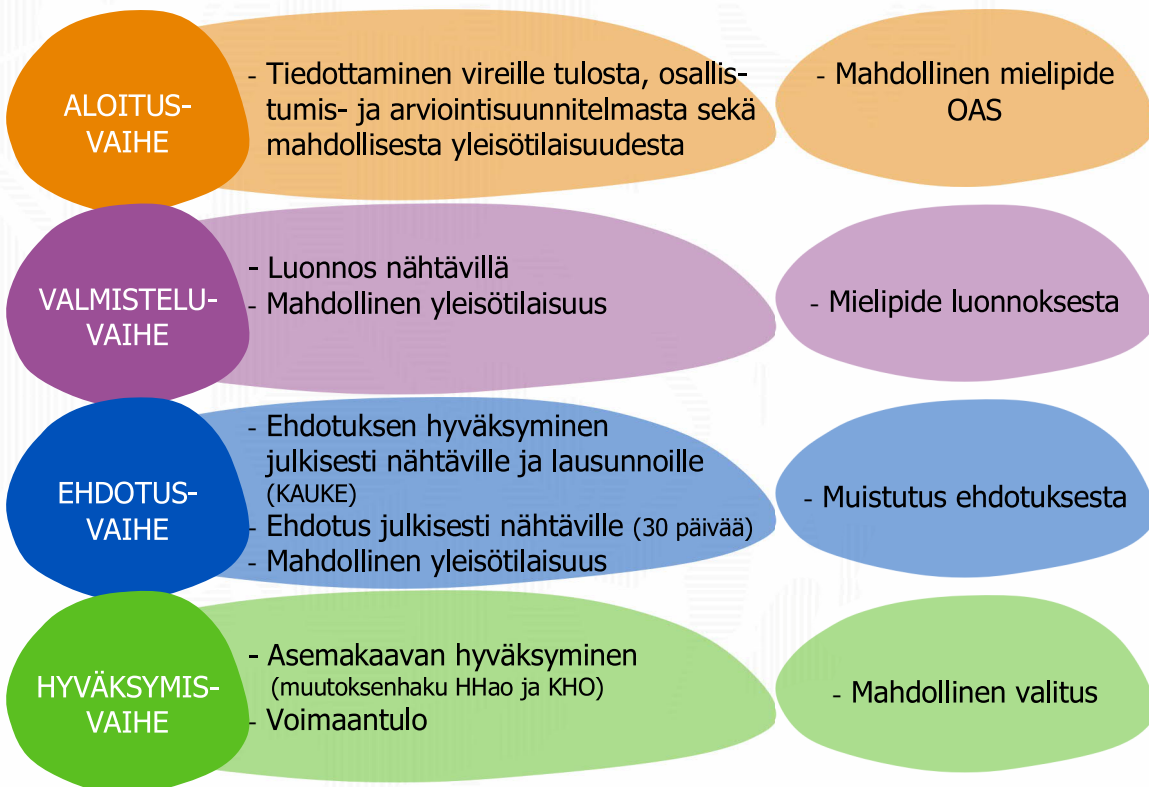 ALOITUS-
VAIHE
- Tiedottaminen vireille tulosta, osallis-
tumis- ja arviointisuunnitelmasta sekä
mahdollisesta yleisötilaisuudesta
- Mahdollinen mielipide
OAS
VALMISTELU-
VAIHE
- Luonnos nähtävillä
- Mahdollinen yleisötilaisuus
- Mielipide luonnoksesta
EHDOTUS-
VAIHE
- Ehdotuksen hyväksyminen
julkisesti nähtäville ja lausunnoille
(KAUKE)
- Ehdotus julkisesti nähtäville (30 päivää)
- Mahdollinen yleisötilaisuus
- Muistutus ehdotuksesta
HYVÄKSYMIS-
VAIHE
- Asemakaavan hyväksyminen
(muutoksenhaku HHao ja KHO)
- Voimaantulo
- Mahdollinen valitus